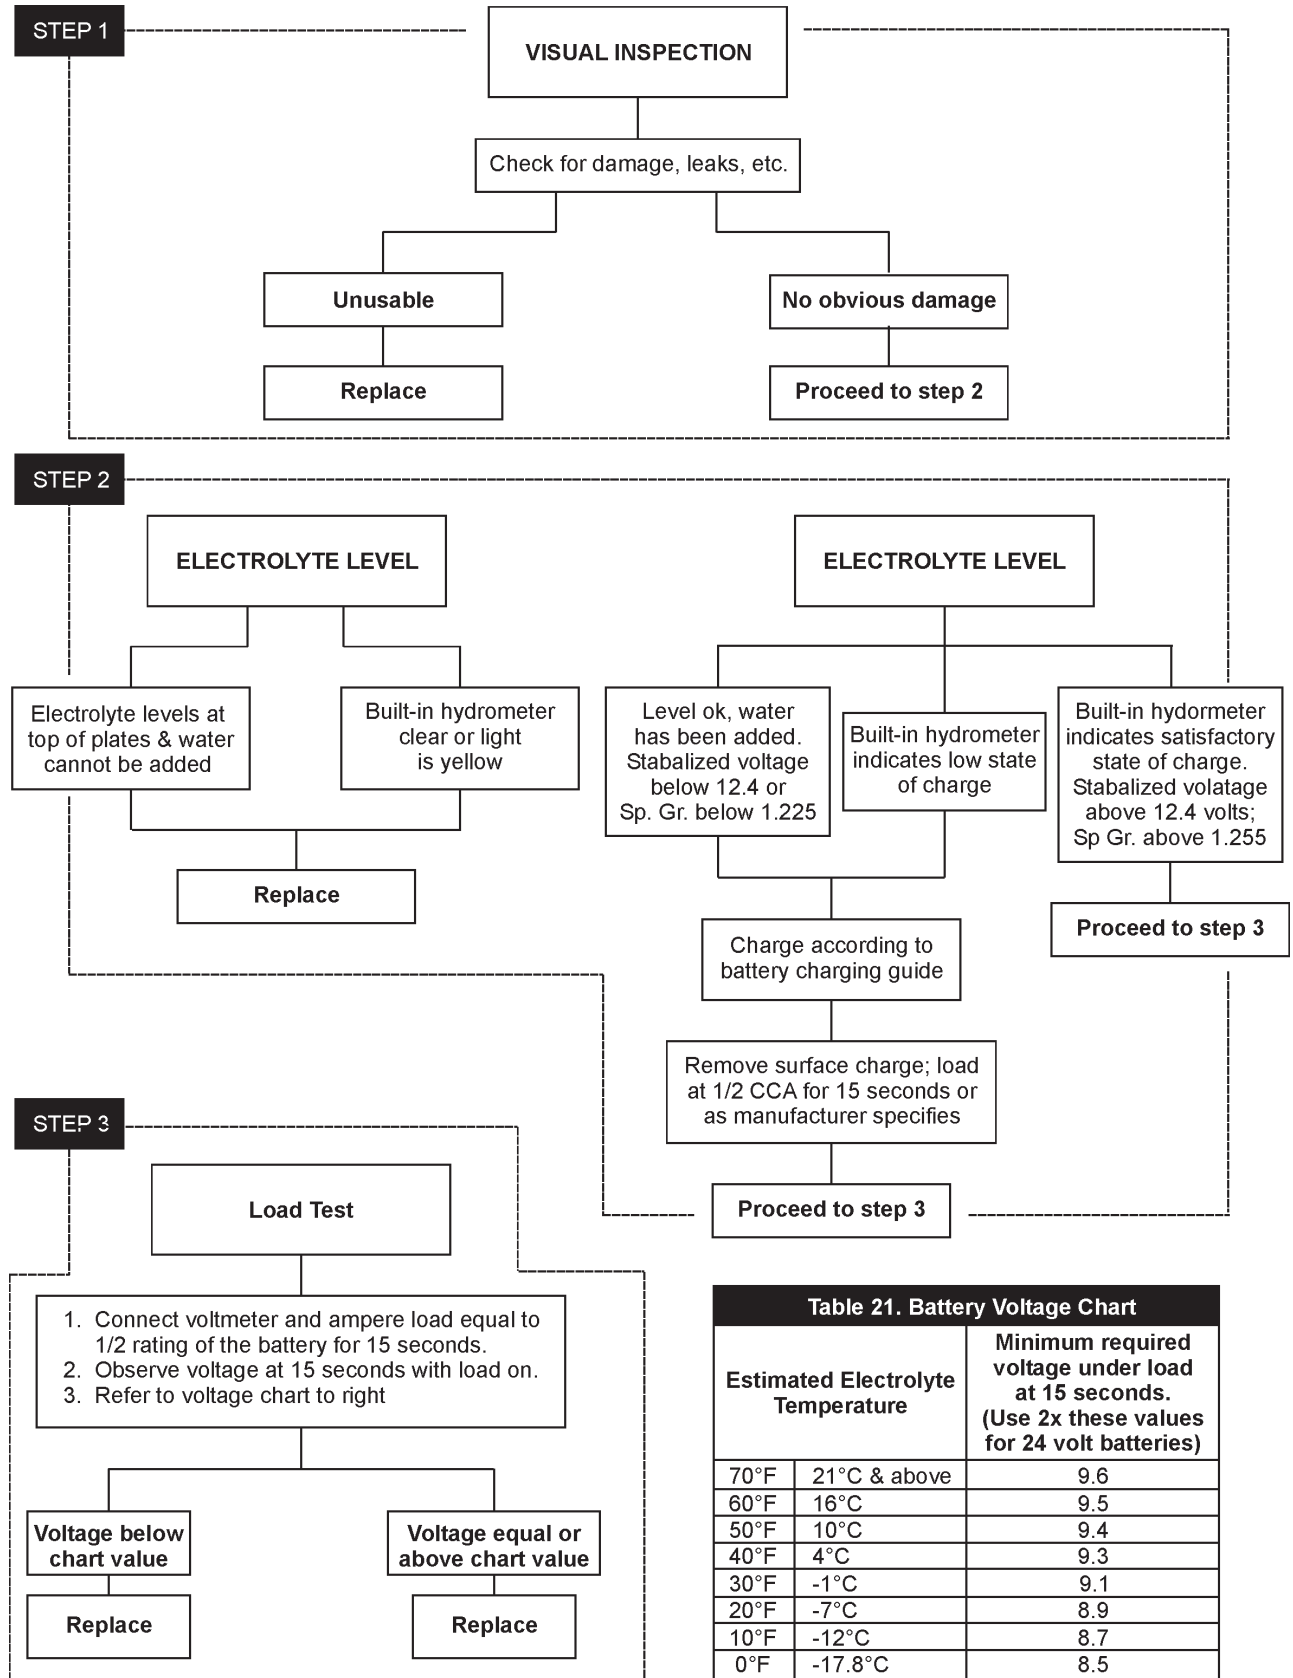 STEP 1
VISUAL INSPECTION
Check for damage, leaks, etc.
Unusable
No obvious damage
Replace
Proceed to step 2
STEP 2
ELECTROLYTE LEVEL
Electrolyte levels at
top of plates & water
cannot be added
Built-in hydrometer
clear or light
is yellow
Replace
ELECTROLYTE LEVEL
Level ok, water
has been added.
Stabalized voltage
below 12.4 or
Sp. Gr. below 1.225
Built-in hydrometer
indicates low state
of charge
Built-in hydormeter
indicates satisfactory
state of charge.
Stabalized volatage
above 12.4 volts;
Sp Gr. above 1.255
Charge according to
battery charging guide
Proceed to step 3
Remove surface charge; load
at 1/2 CCA for 15 seconds or
as manufacturer specifies
Proceed to step 3
STEP 3
Load Test
1. Connect voltmeter and ampere load equal to
1/2 rating of the battery for 15 seconds.
2. Observe voltage at 15 seconds with load on.
3. Refer to voltage chart to right
Voltage below
chart value
Voltage equal or
above chart value
Replace
Replace
Table 21. Battery Voltage Chart
Estimated Electrolyte
Temperature
Minimum required
voltage under load
at 15 seconds.
(Use 2x these values
for 24 volt batteries)
70°F 21°C & above 9.6
60°F 16°C 9.5
50°F 10°C 9.4
40°F 4°C 9.3
30°F -1°C 9.1
20°F -7°C 8.9
10°F -12°C 8.7
0°F -17.8°C 8.5